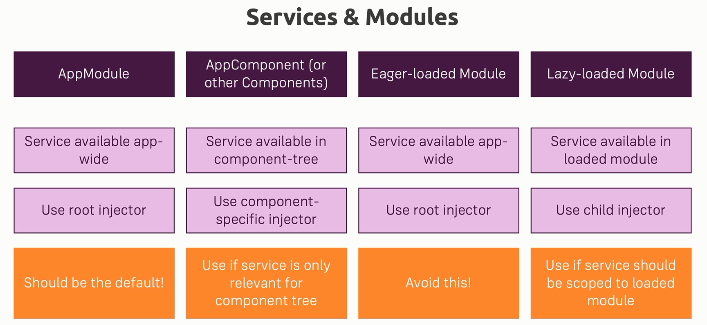 Services & Modules
AppModule
AppComponent (or
other Components)
Eager-loaded Module
Lazy-loaded Module
Service available app-
wide
Service available in
component-tree
Service available app-
wide
Service available in
loaded module
Use root injector
Use component-
specific injector
Use root injector
Use child injector
Should be the default!
Use if service is only
relevant for
component tree
Avoid this!
Use if service should
be scoped to loaded
module